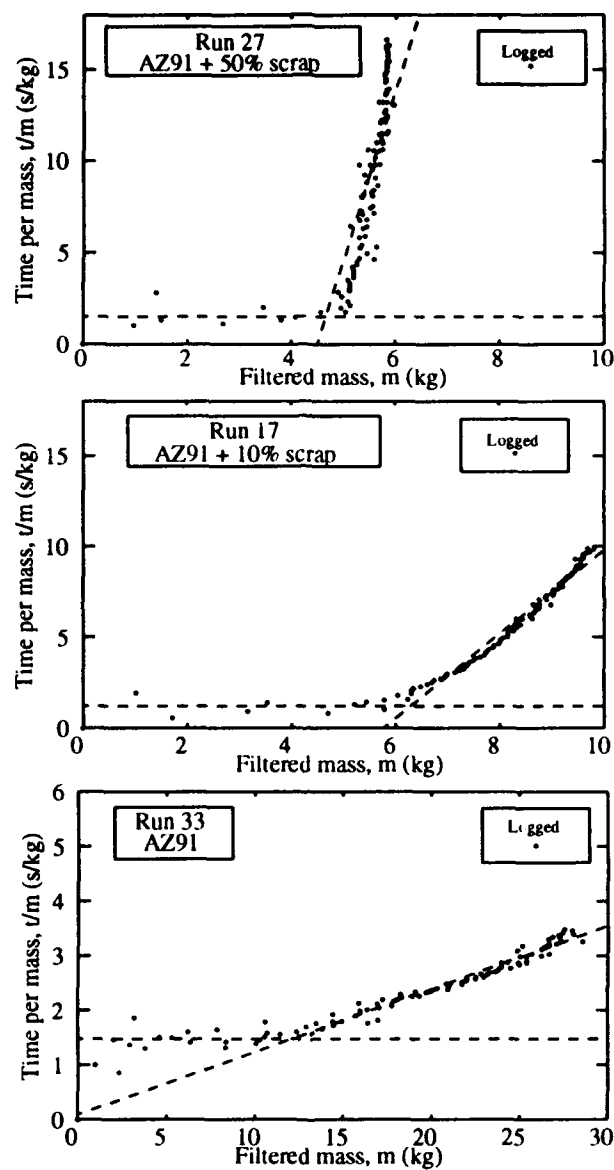 Run 27
AZ91 + 50% scrap
Logged
Time per mass, t/m (s/kg)
15
10
5
0
0 2 4 6 8 10
Filtered mass, m (kg)
Run 17
AZ91 + 10% scrap
Logged
Time per mass, t/m (s/kg)
15
10
5
0
0 2 4 6 8 10
Filtered mass, m (kg)
Run 33
AZ91
Logged
Time per mass, t/m (s/kg)
6
5
4
3
2
1
0
0 5 10 15 20 25 30
Filtered mass, m (kg)